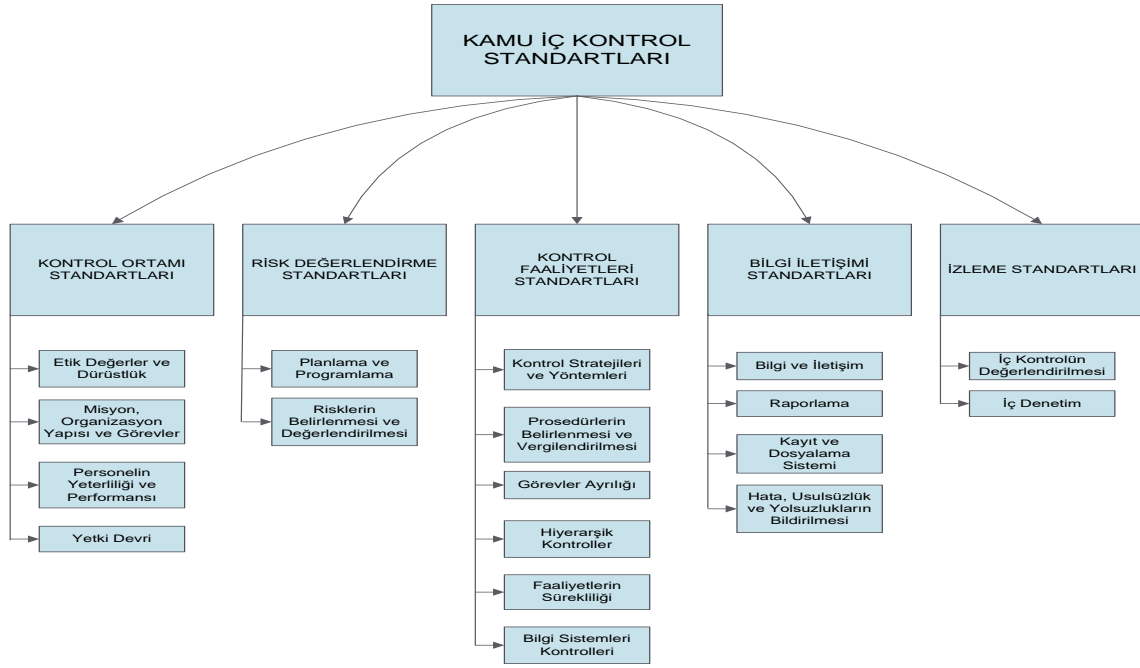 KAMU İÇ KONTROL
STANDARTLARI
KONTROL ORTAMI
STANDARTLARI
Etik Değerler ve
Dürüstlük
Misyon,
Organizasyon
Yapısı ve Görevler
Personelin
Yeterliliği ve
Performansı
Yetki Devri
RİSK DEĞERLENDİRME
STANDARTLARI
Planlama ve
Programlama
Risklerin
Belirlenmesi ve
Değerlendirilmesi
KONTROL
FAALİYETLERİ
STANDARTLARI
Kontrol Stratejileri
ve Yöntemleri
Prosedürlerin
Belirlenmesi ve
Vergilendirilmesi
Görevler Ayrılığı
Hiyerarşik
Kontroller
Faaliyetlerin
Sürekliliği
Bilgi Sistemleri
Kontrolleri
BİLGİ İLETİŞİMİ
STANDARTLARI
Bilgi ve İletişim
Raporlama
Kayıt ve
Dosyalama
Sistemi
Hata, Usulsüzlük
ve Yolsuzlukların
Bildirilmesi
İZLEME STANDARTLARI
İç Kontrolün
Değerlendirilmesi
İç Denetim